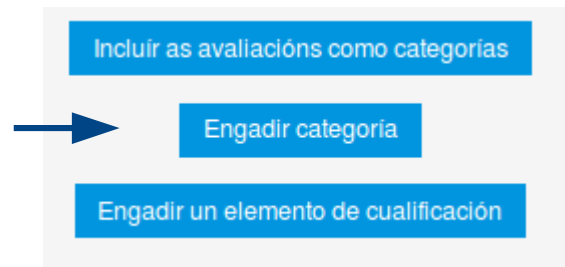 Incluír as avaliacións como categorías
Engadir categoría
Engadir un elemento de cualificación